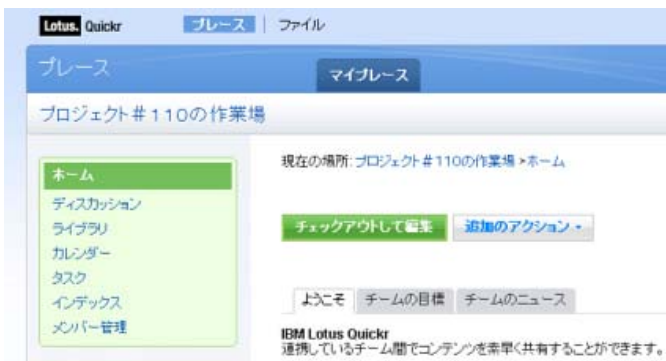 Lotus. Quickr プレース | ファイル
プレース マイプレース
プロジェクト#110の作業場
現在の場所: プロジェクト#110の作業場 > ホーム
ホーム
ディスカッション
ライブラリ
カレンダー
タスク
インデックス
メンバー管理
チェックアウトして編集 追加のアクション
ようこそ チームの目標 チームのニュース
IBM Lotus Quickr
連携しているチーム間でコンテンツを素早く共有することができます。